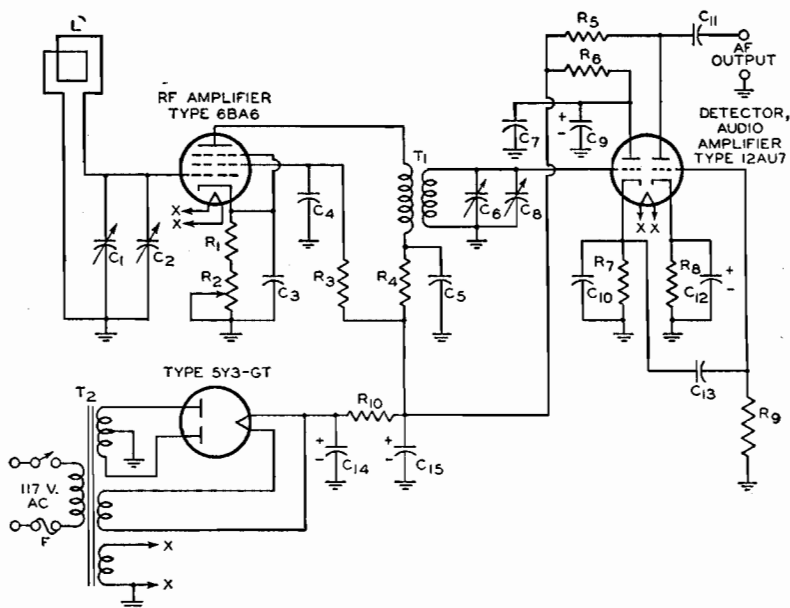 L
RF AMPLIFIER
TYPE 6BA6
C1
C2
X
X
R1
R2
C3
C4
R3
T1
R4
C5
C6
C8
R5
R6
C7
+
-
C9
C11
AF
OUTPUT
DETECTOR,
AUDIO
AMPLIFIER
TYPE 12AU7
X X
C10
R7
R8
C12
+
-
C13
R9
TYPE 5Y3-GT
T2
117 V.
AC
F
R10
+
-
C14
+
-
C15
X
X